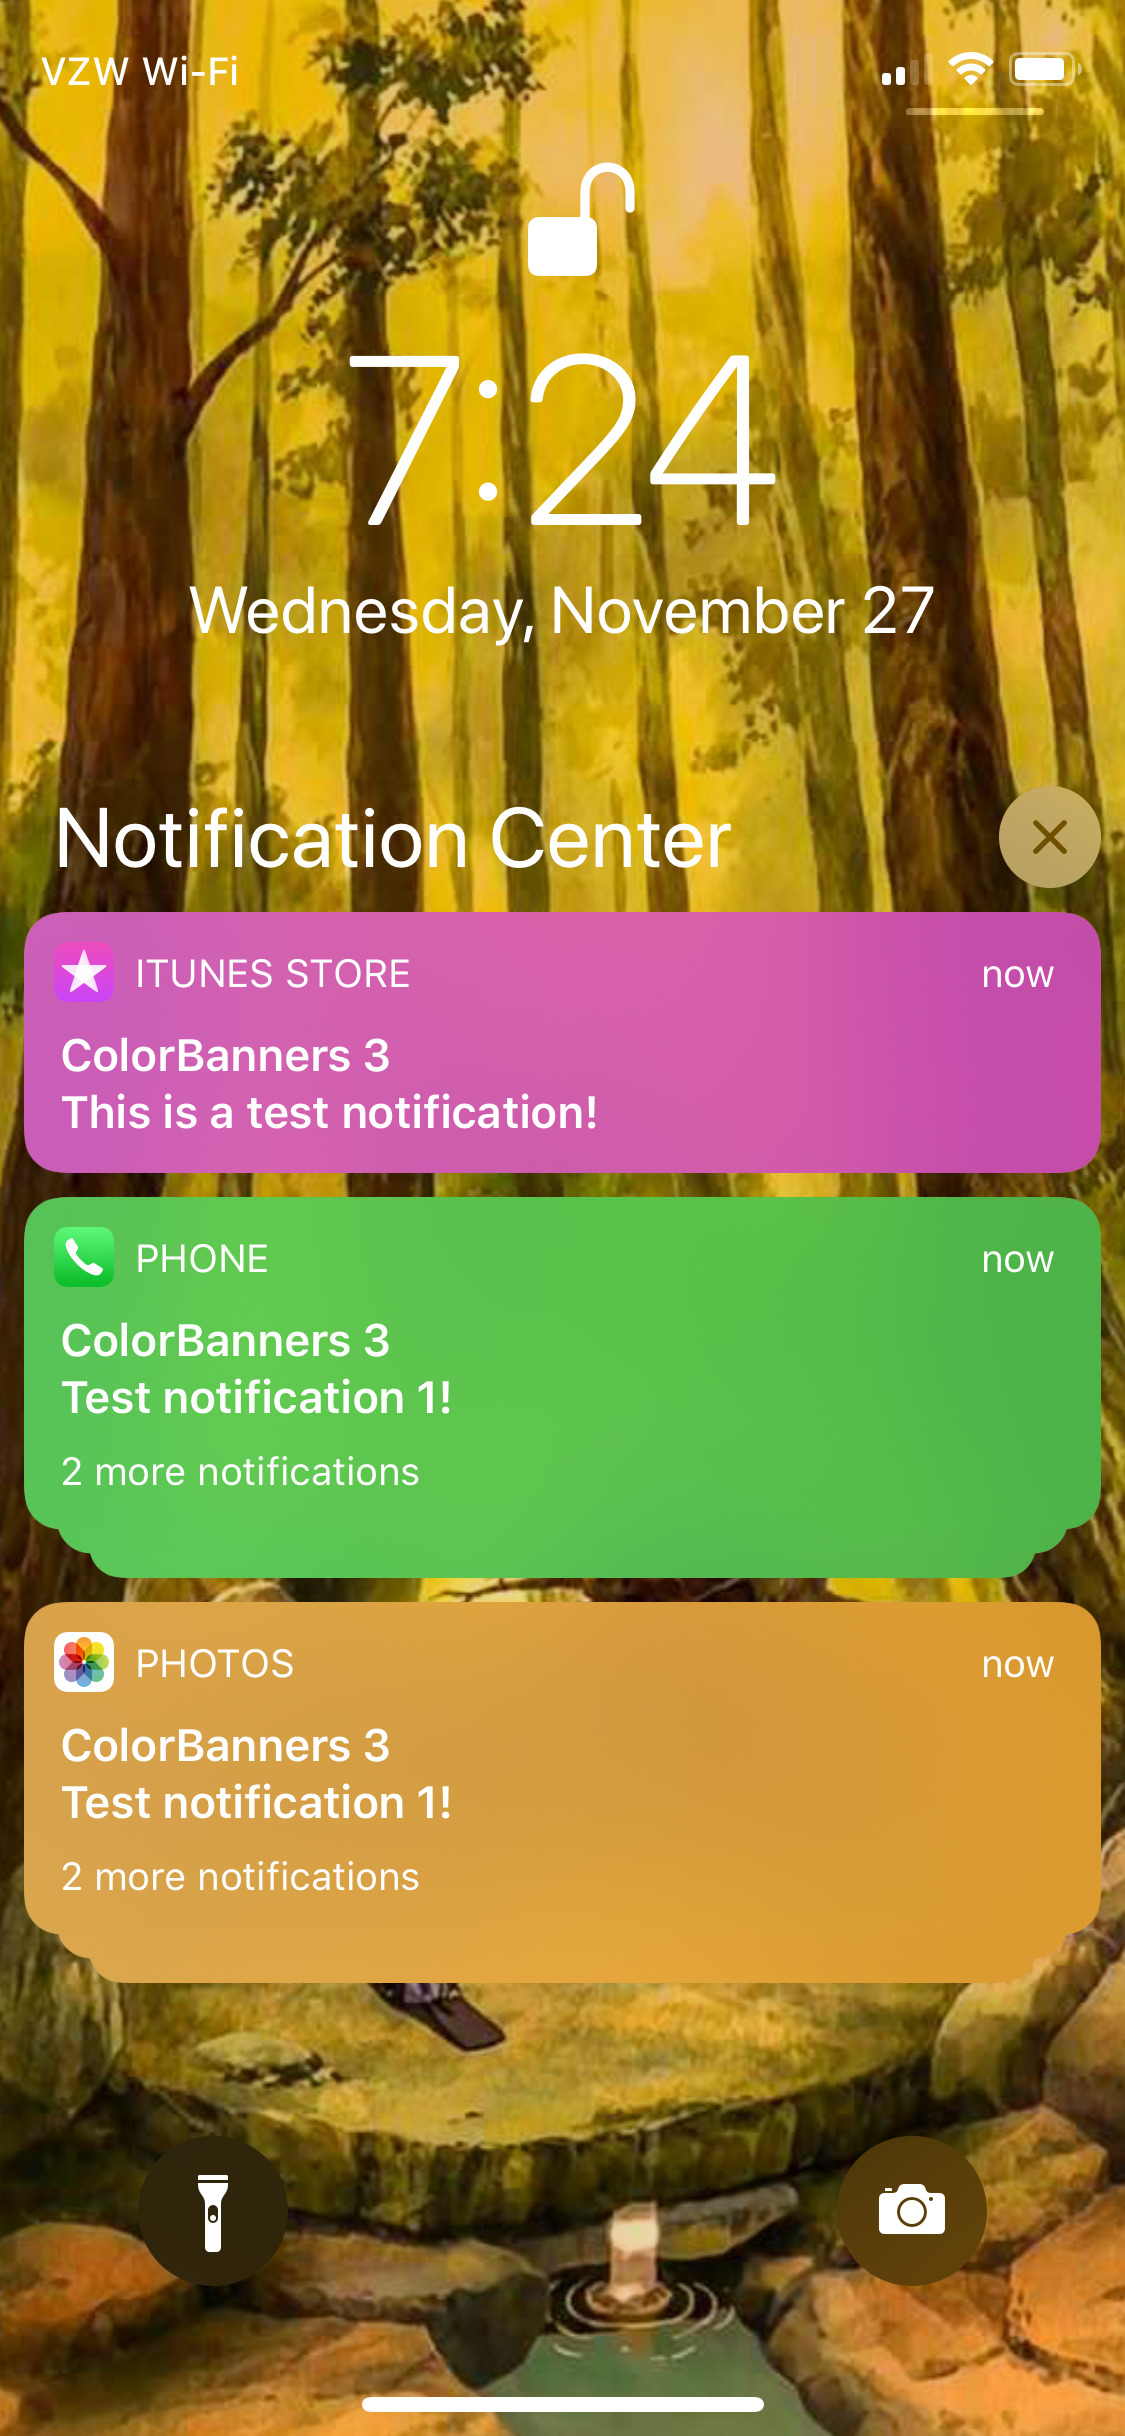 VZW Wi-Fi
7:24
Wednesday, November 27
Notification Center
ITUNES STORE now
ColorBanners 3
This is a test notification!
PHONE now
ColorBanners 3
Test notification 1!
2 more notifications
PHOTOS now
ColorBanners 3
Test notification 1!
2 more notifications